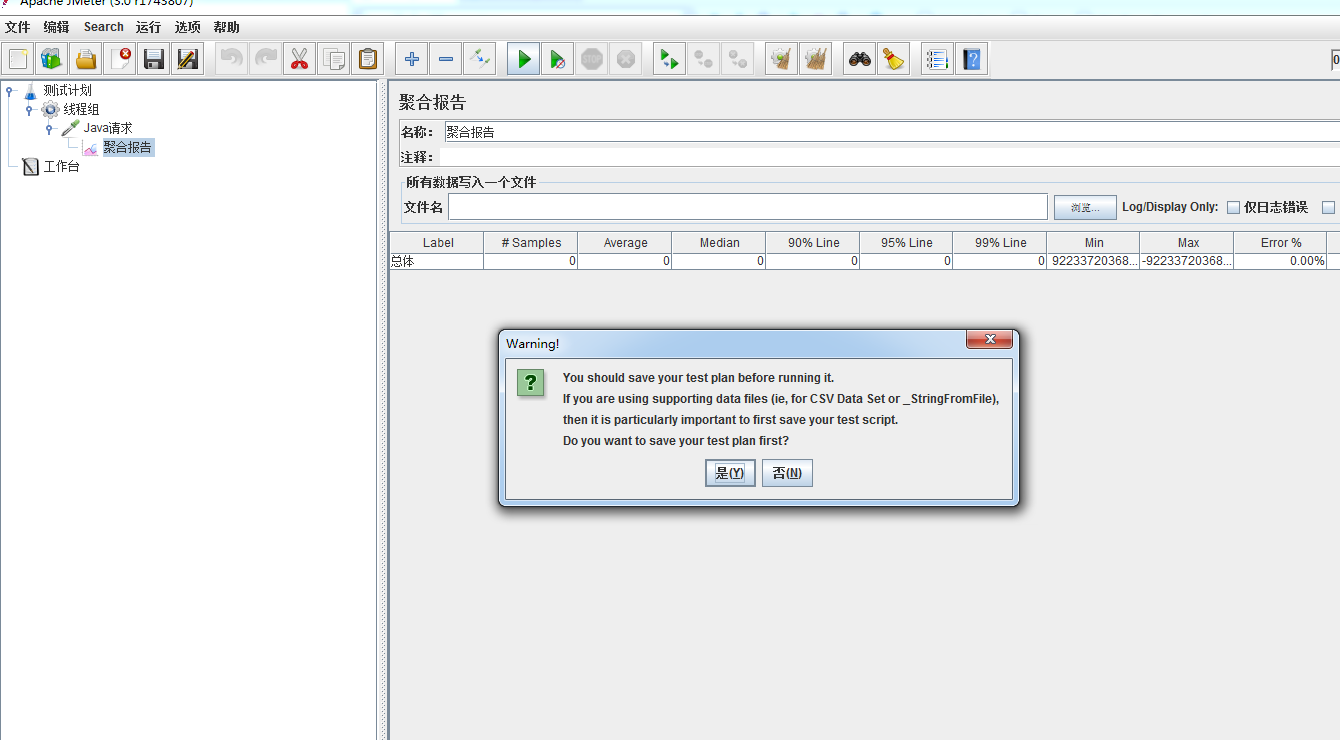 Apache JMeter (3.0 r1743807)
文件 编辑 Search 运行 选项 帮助
STOP
0
测试计划
线程组
Java请求
聚合报告
工作台
聚合报告
名称： 聚合报告
注释：
所有数据写入一个文件
文件名 浏览... Log/Display Only: 仅日志错误
Label # Samples Average Median 90% Line 95% Line 99% Line Min Max Error %
总体 0 0 0 0 0 0 92233720368... -92233720368... 0.00%
Warning!
You should save your test plan before running it.
If you are using supporting data files (ie, for CSV Data Set or _StringFromFile),
then it is particularly important to first save your test script.
Do you want to save your test plan first?
是(Y) 否(N)